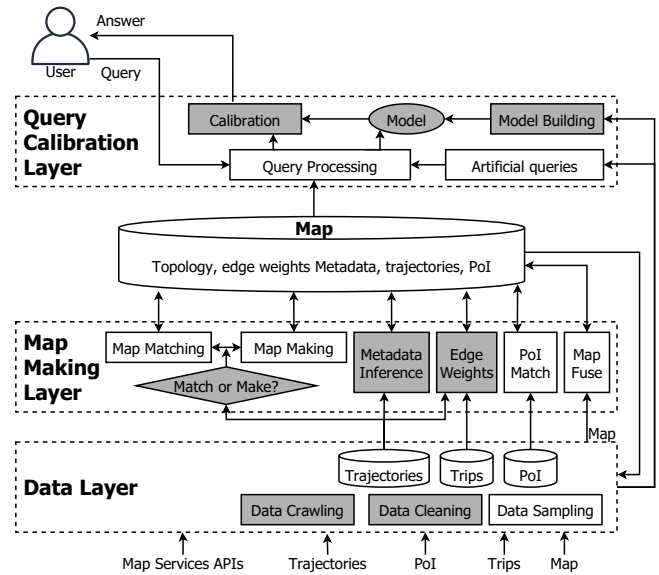 Answer
User
Query
Query
Calibration
Layer
Calibration
Model
Model Building
Query Processing
Artificial queries
Map
Topology, edge weights Metadata, trajectories, PoI
Map
Making
Layer
Map Matching
Map Making
Match or Make?
Metadata
Inference
Edge
Weights
PoI
Match
Map
Fuse
Map
Data Layer
Trajectories
Trips
PoI
Data Crawling
Data Cleaning
Data Sampling
Map Services APIs
Trajectories
PoI
Trips
Map